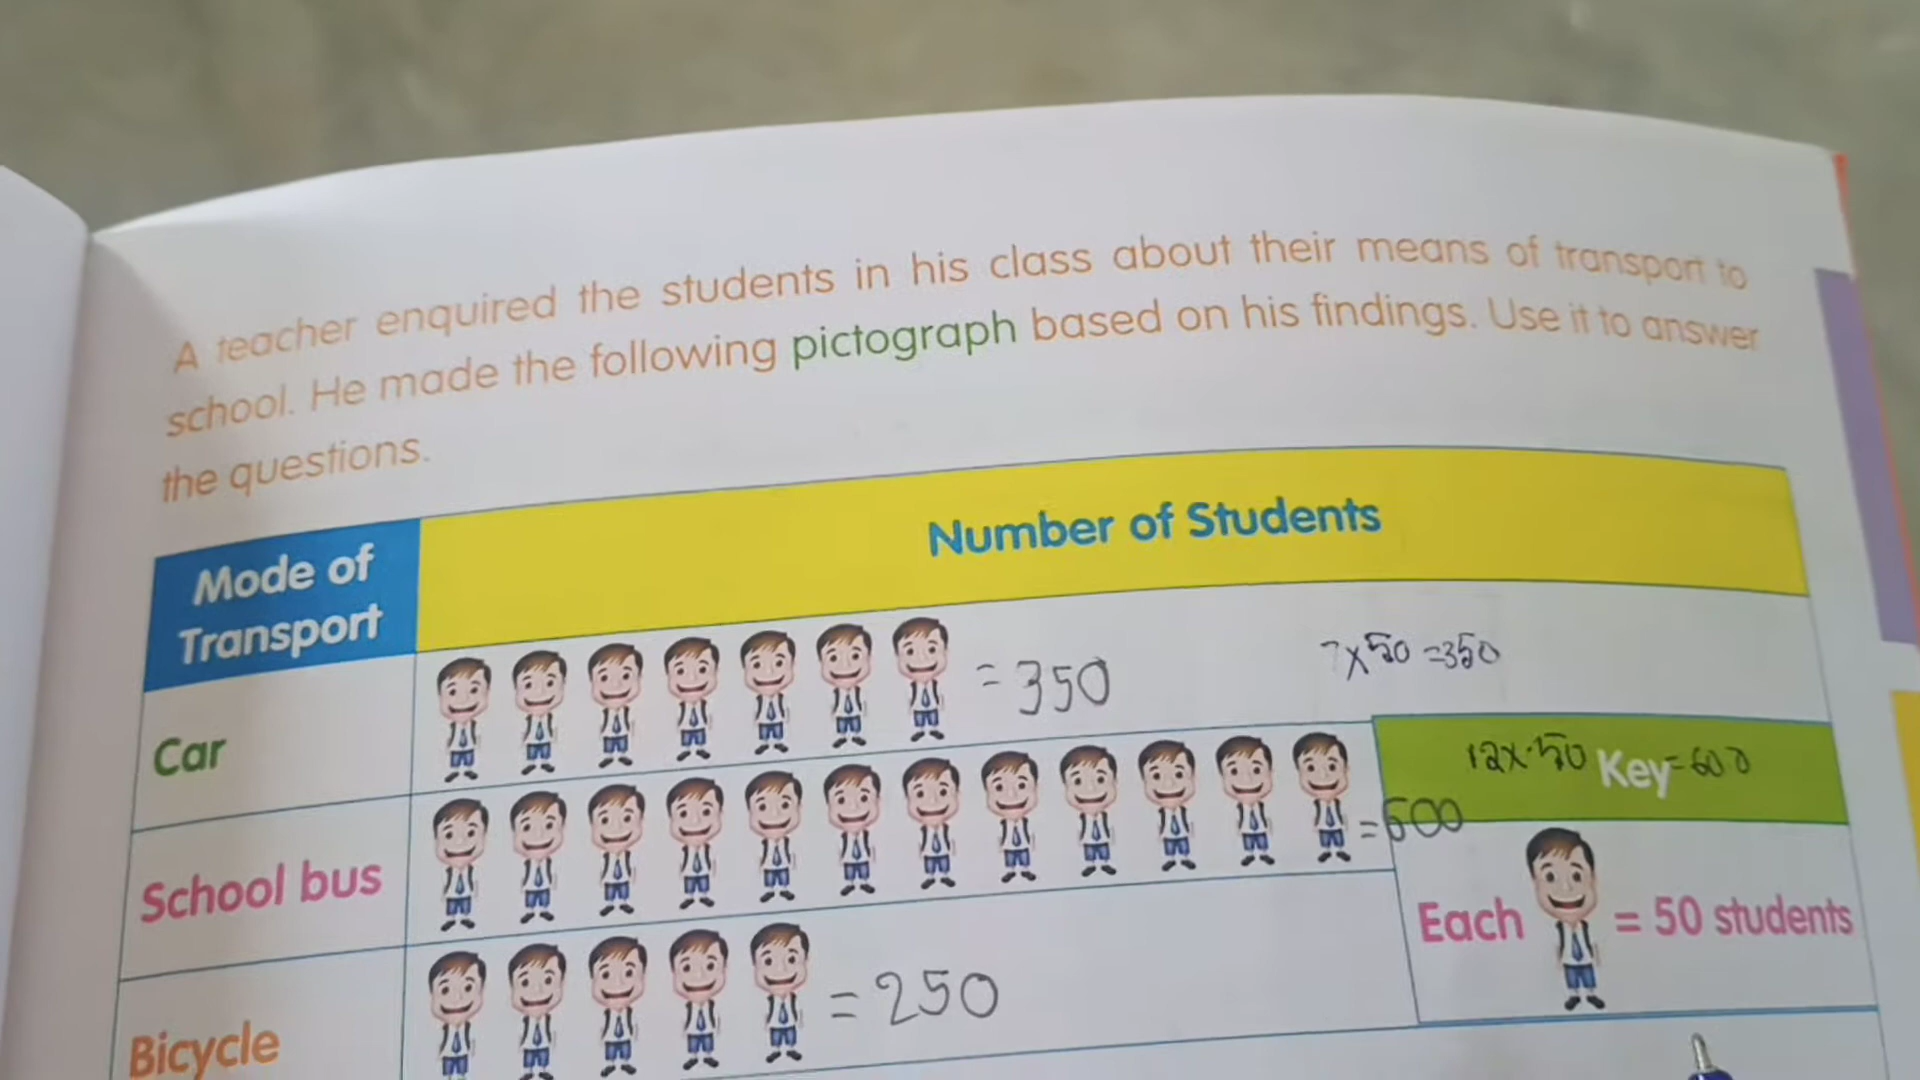 A teacher enquired the students in his class about their means of transport to
school. He made the following pictograph based on his findings. Use it to answer
the questions.
Mode of
Transport
Number of Students
Car
= 350
7x50 =350
School bus
=600
12x50 =600
Key
Each = 50 students
Bicycle
= 250